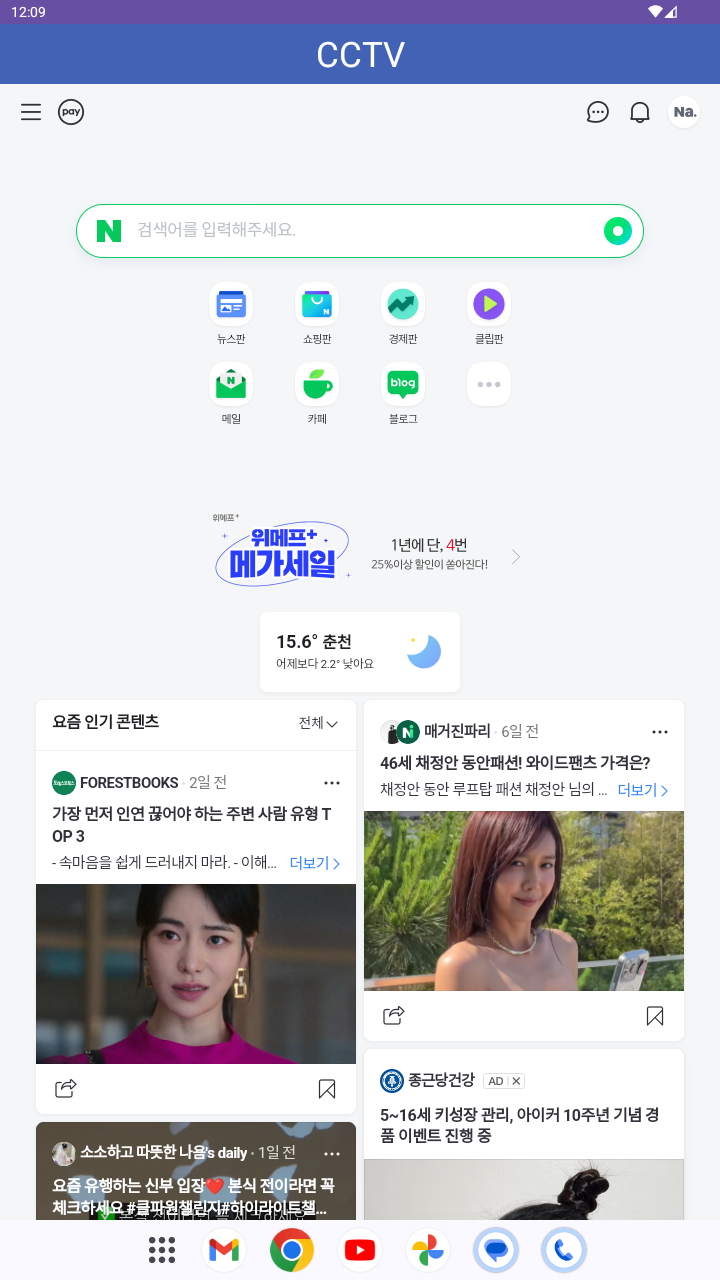 12:09
CCTV
pay
Na.
N 검색어를 입력해주세요.
뉴스판
쇼핑판
경제판
클립판
메일
카페
blog
블로그
위메프+
위메프+
메가세일
1년에 단, 4번
25%이상 할인이 쏟아진다!
15.6° 춘천
어제보다 2.2° 낮아요
요즘 인기 콘텐츠
전체
FORESTBOOKS · 2일 전
가장 먼저 인연 끊어야 하는 주변 사람 유형 T
OP 3
- 속마음을 쉽게 드러내지 마라. - 이해... 더보기
매거진파리 · 6일 전
46세 채정안 동안패션! 와이드팬츠 가격은?
채정안 동안 루프탑 패션 채정안 님의 ... 더보기
종근당건강 AD X
5~16세 키성장 관리, 아이커 10주년 기념 경
품 이벤트 진행 중
소소하고 따뜻한 나욤's daily · 1일 전
요즘 유행하는 신부 입장❤️ 본식 전이라면 꼭
체크하세요 #클파원챌린지#하이라이트챌...